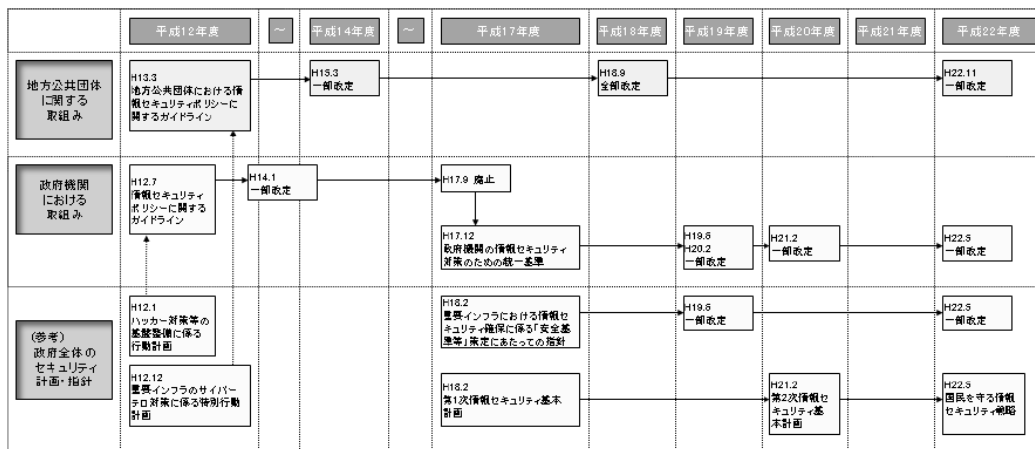 平成12年度
～
平成14年度
～
平成17年度
平成18年度
平成19年度
平成20年度
平成21年度
平成22年度
地方公共団体
に関する
取組み
H13.3
地方公共団体における情
報セキュリティポリシーに
関するガイドライン
H15.3
一部改定
H18.9
全部改定
H22.11
一部改定
政府機関
における
取組み
H12.7
情報セキュリティ
ポリシーに関する
ガイドライン
H14.1
一部改定
H17.9 廃止
H17.12
政府機関の情報セキュリティ
対策のための統一基準
H19.6
H20.2
一部改定
H21.2
一部改定
H22.5
一部改定
(参考)
政府全体の
セキュリティ
計画・指針
H12.1
ハッカー対策等の
基盤整備に係る
行動計画
H18.2
重要インフラにおける情報セ
キュリティ確保に係る「安全基
準等」策定にあたっての指針
H19.6
一部改定
H22.5
一部改定
H12.12
重要インフラのサイバー
テロ対策に係る特別行動
計画
H18.2
第1次情報セキュリティ基本
計画
H21.2
第2次情報セ
キュリティ基
本計画
H22.5
国民を守る情報
セキュリティ戦略